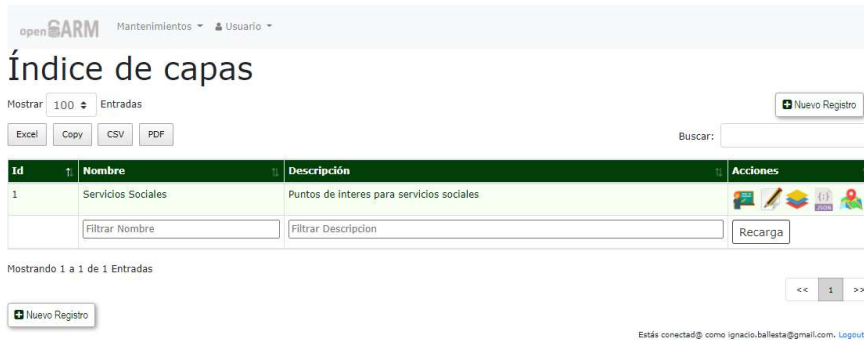 openGARM Mantenimientos Usuario
Índice de capas
Mostrar 100 Entradas Nuevo Registro
Excel Copy CSV PDF Buscar:
Id Nombre Descripción Acciones
1 Servicios Sociales Puntos de interes para servicios sociales {:} JSON
Filtrar Nombre Filtrar Descripcion Recarga
Mostrando 1 a 1 de 1 Entradas
<< 1 >>
Nuevo Registro
Estás conectad@ como ignacio.ballesta@gmail.com. Logout